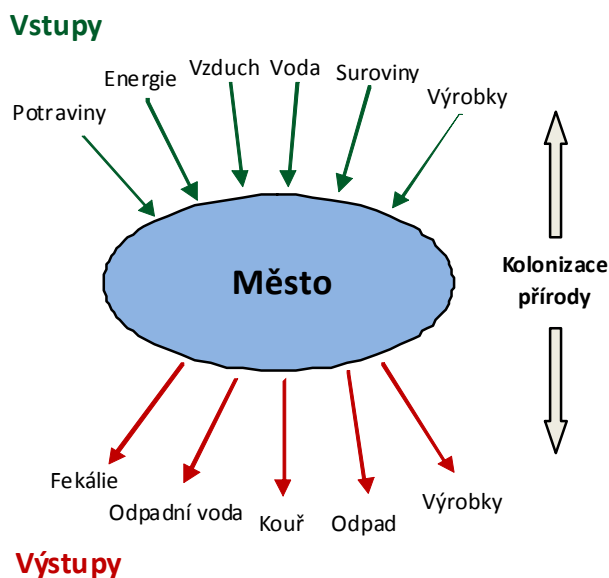 Vstupy
Vzduch
Voda
Suroviny
Energie
Výrobky
Potraviny
Město
Kolonizace
přírody
Fekálie
Odpadní voda
Kouř
Odpad
Výrobky
Výstupy